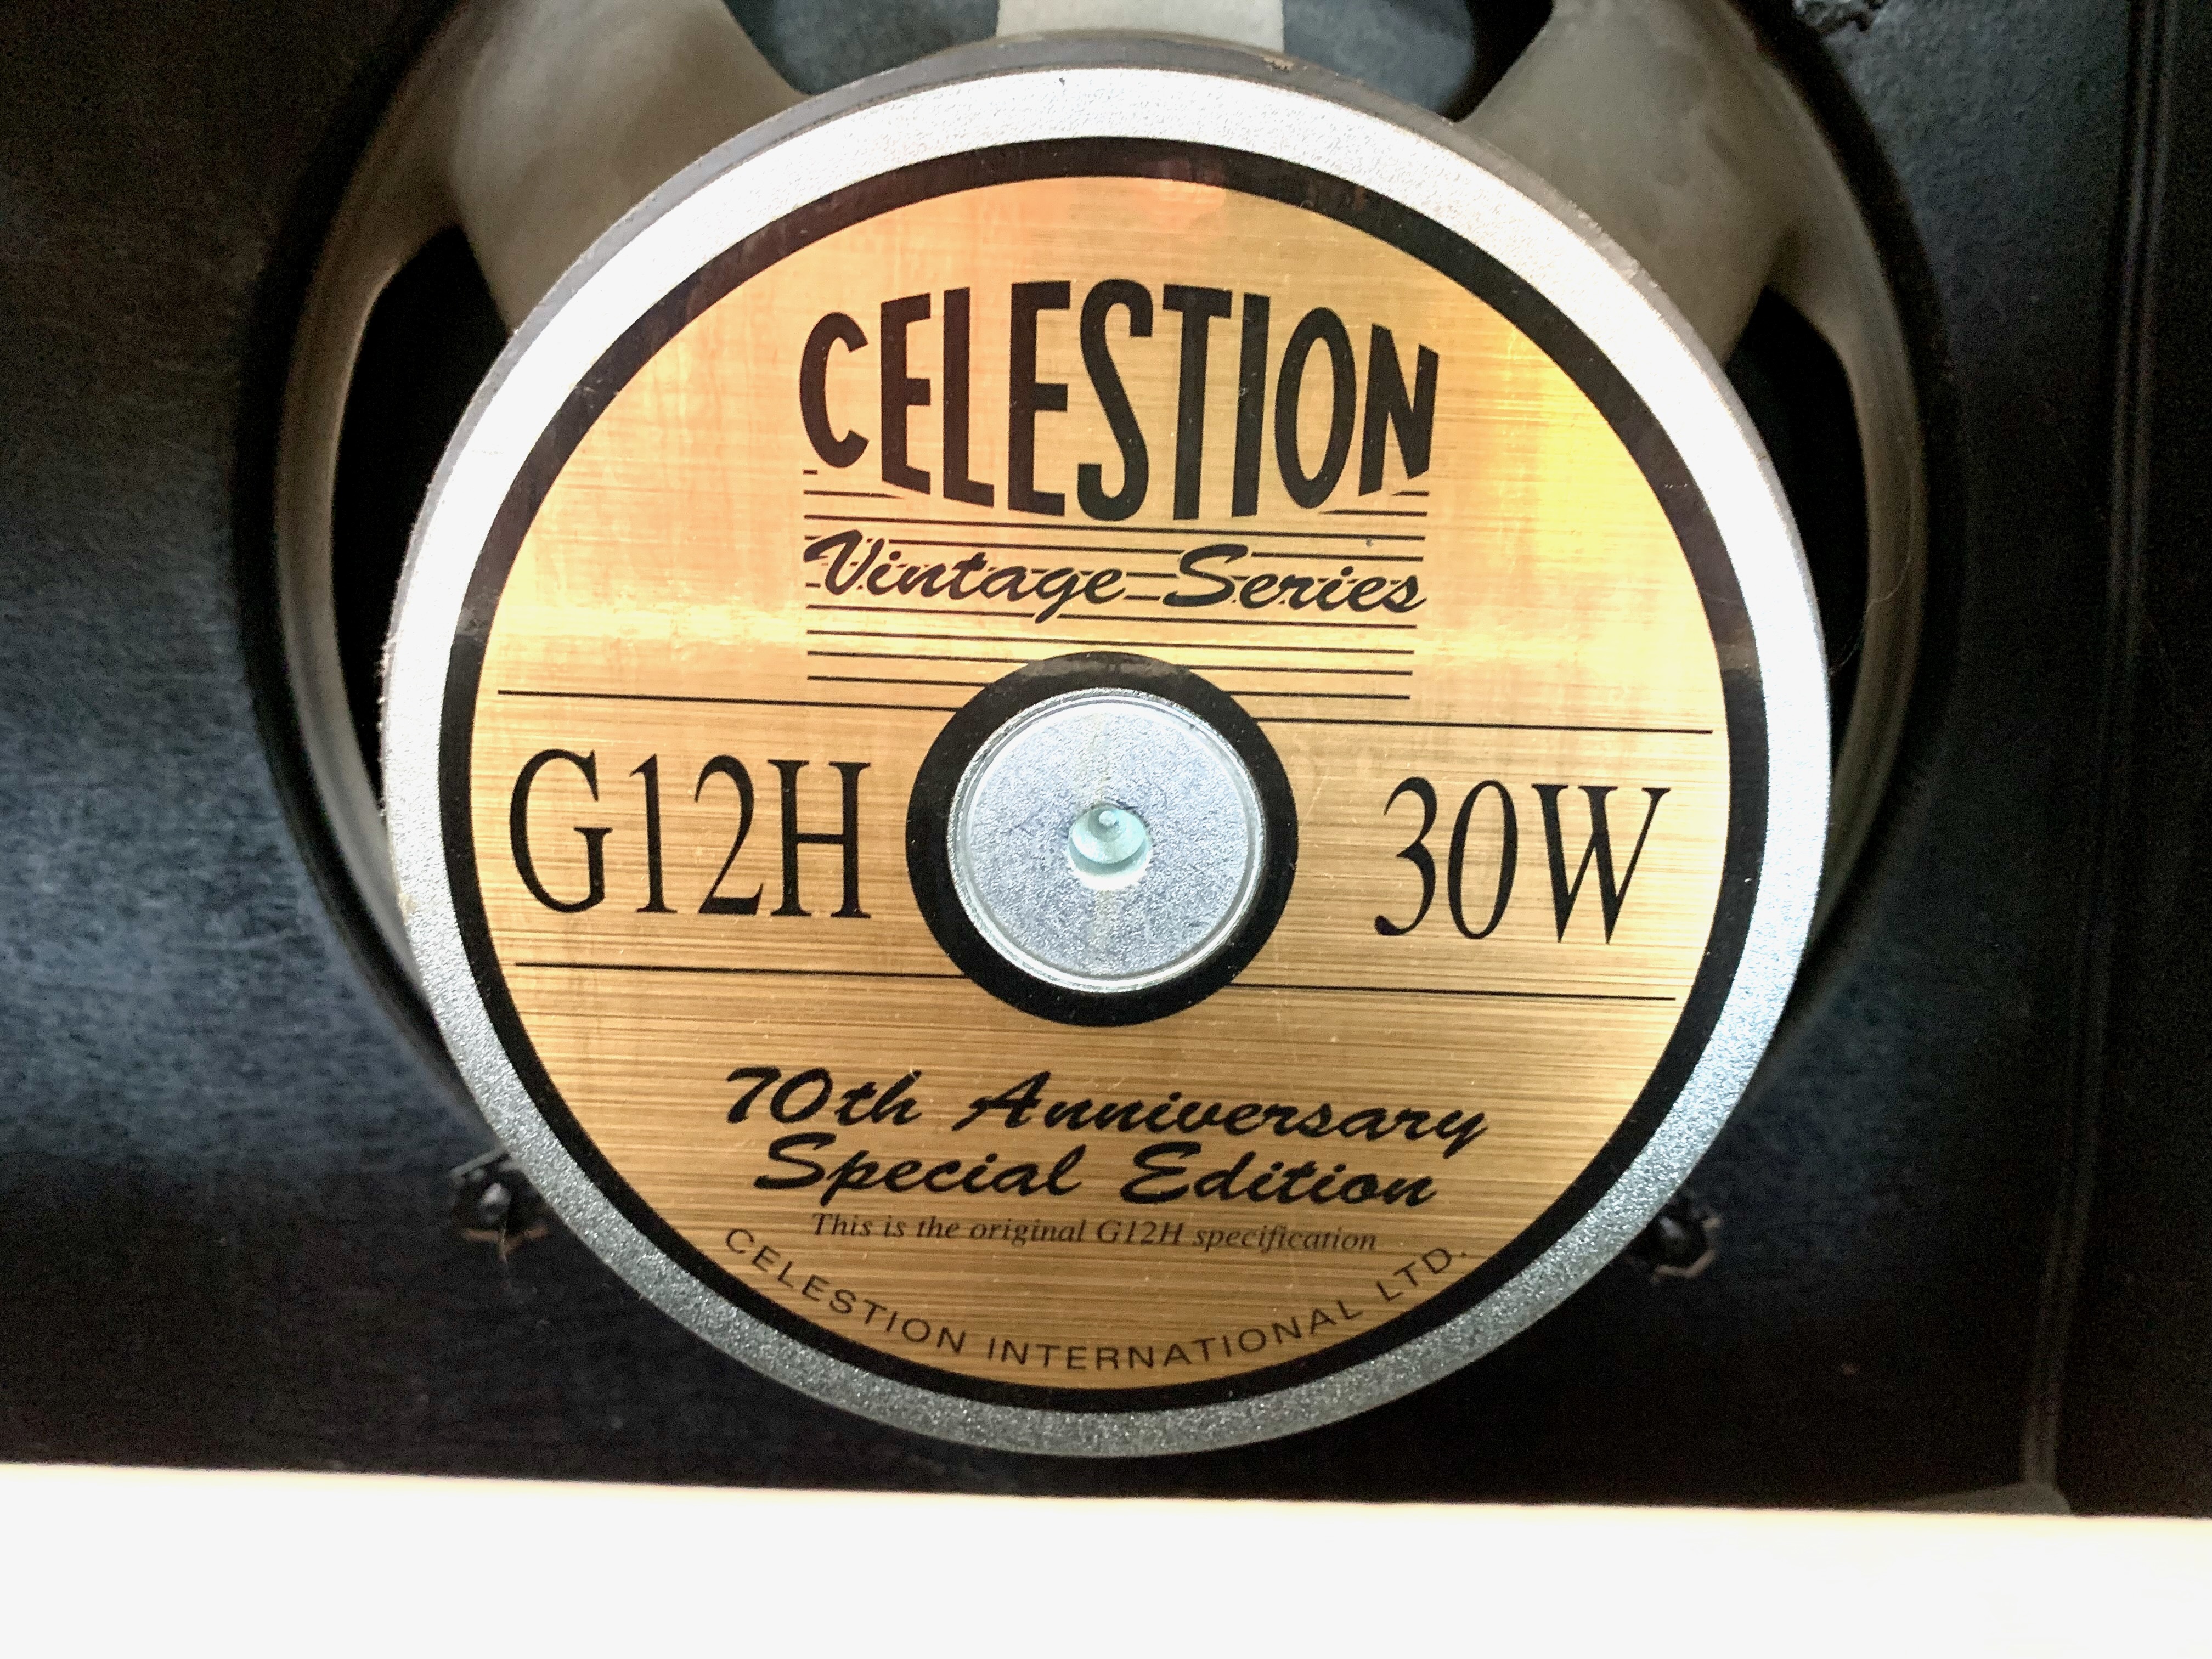 CELESTION
Vintage Series
G12H 30W
70th Anniversary
Special Edition
This is the original G12H specification
CELESTION INTERNATIONAL LTD.